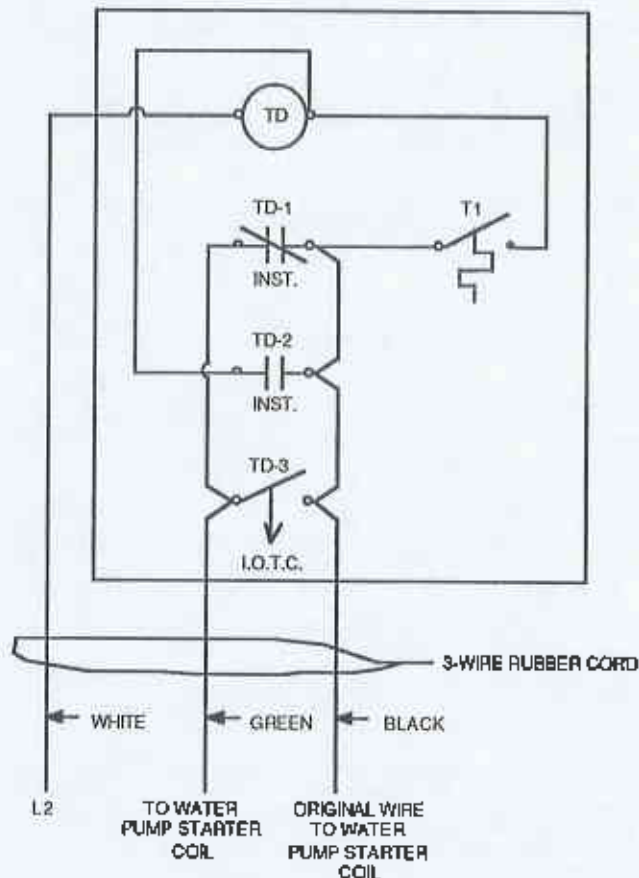 TD
TD-1
T1
INST.
TD-2
INST.
TD-3
I.O.T.C.
3-WIRE RUBBER CORD
WHITE
GREEN
BLACK
L2
TO WATER
PUMP STARTER
COIL
ORIGINAL WIRE
TO WATER
PUMP STARTER
COIL